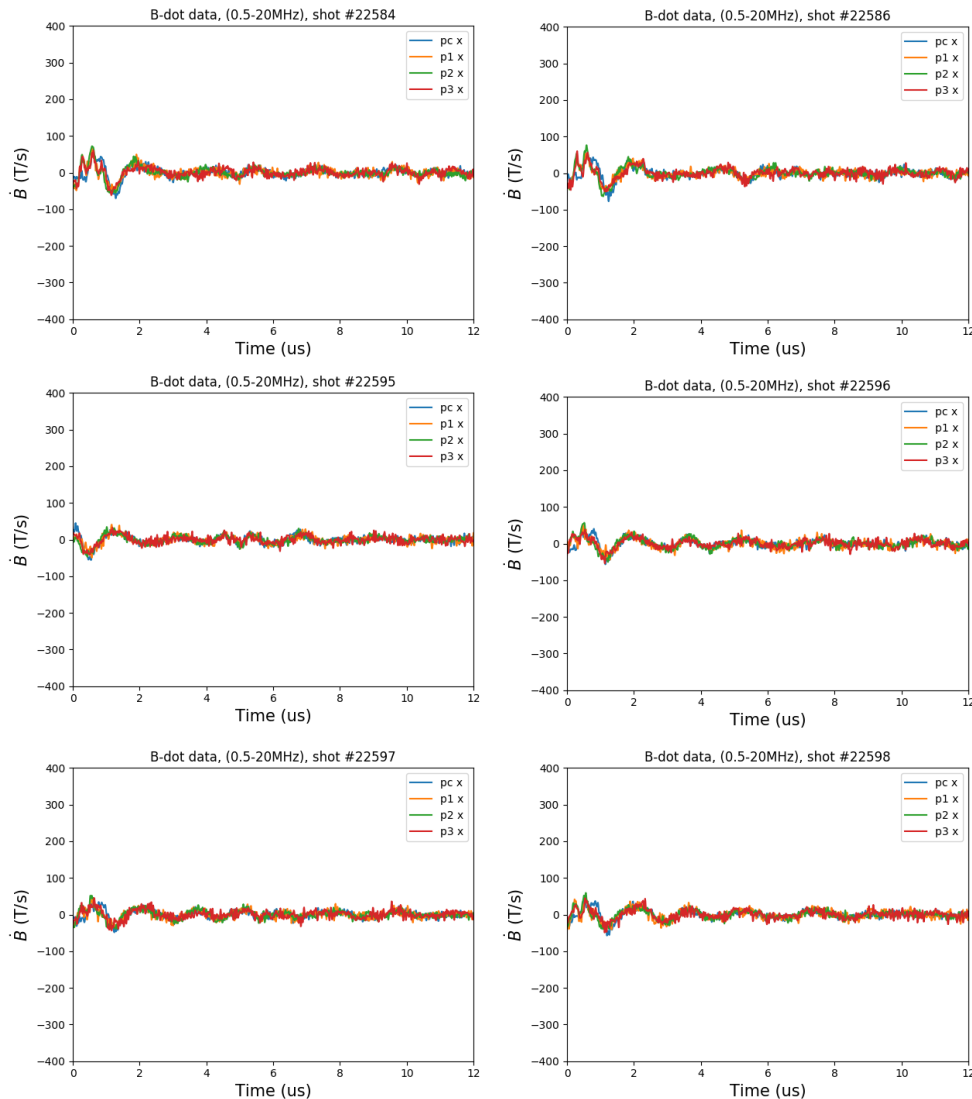 B-dot data, (0.5-20MHz), shot #22584
400
300
200
100
0
−100
−200
−300
−400
Ḃ (T/s)
pc x
p1 x
p2 x
p3 x
0 2 4 6 8 10 12
Time (us)
B-dot data, (0.5-20MHz), shot #22586
400
300
200
100
0
−100
−200
−300
−400
Ḃ (T/s)
pc x
p1 x
p2 x
p3 x
0 2 4 6 8 10 12
Time (us)
B-dot data, (0.5-20MHz), shot #22595
400
300
200
100
0
−100
−200
−300
−400
Ḃ (T/s)
pc x
p1 x
p2 x
p3 x
0 2 4 6 8 10 12
Time (us)
B-dot data, (0.5-20MHz), shot #22596
400
300
200
100
0
−100
−200
−300
−400
Ḃ (T/s)
pc x
p1 x
p2 x
p3 x
0 2 4 6 8 10 12
Time (us)
B-dot data, (0.5-20MHz), shot #22597
400
300
200
100
0
−100
−200
−300
−400
Ḃ (T/s)
pc x
p1 x
p2 x
p3 x
0 2 4 6 8 10 12
Time (us)
B-dot data, (0.5-20MHz), shot #22598
400
300
200
100
0
−100
−200
−300
−400
Ḃ (T/s)
pc x
p1 x
p2 x
p3 x
0 2 4 6 8 10 12
Time (us)